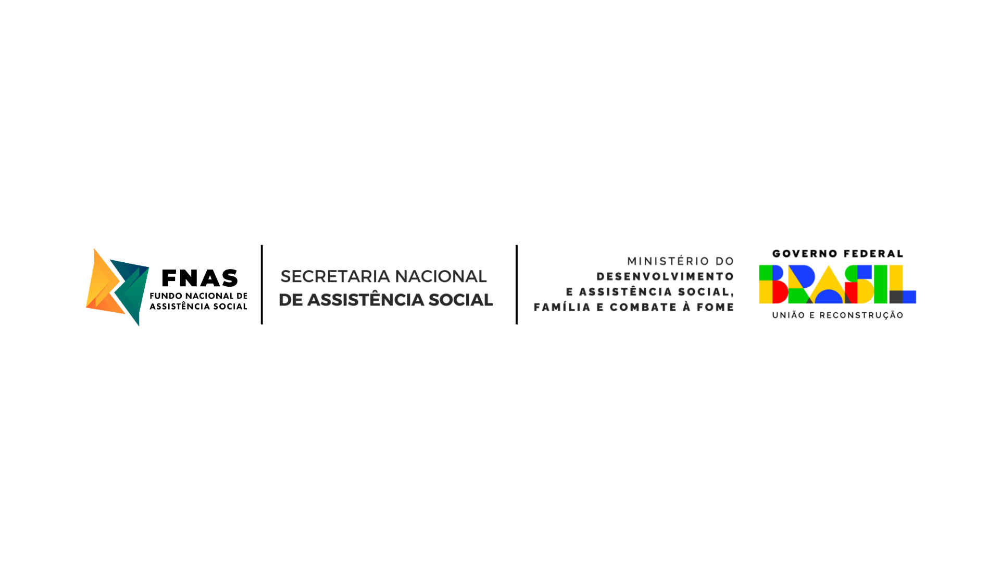 FNAS
FUNDO NACIONAL DE
ASSISTÊNCIA SOCIAL
SECRETARIA NACIONAL
DE ASSISTÊNCIA SOCIAL
MINISTÉRIO DO
DESENVOLVIMENTO
E ASSISTÊNCIA SOCIAL,
FAMÍLIA E COMBATE À FOME
GOVERNO FEDERAL
BRASIL
UNIÃO E RECONSTRUÇÃO